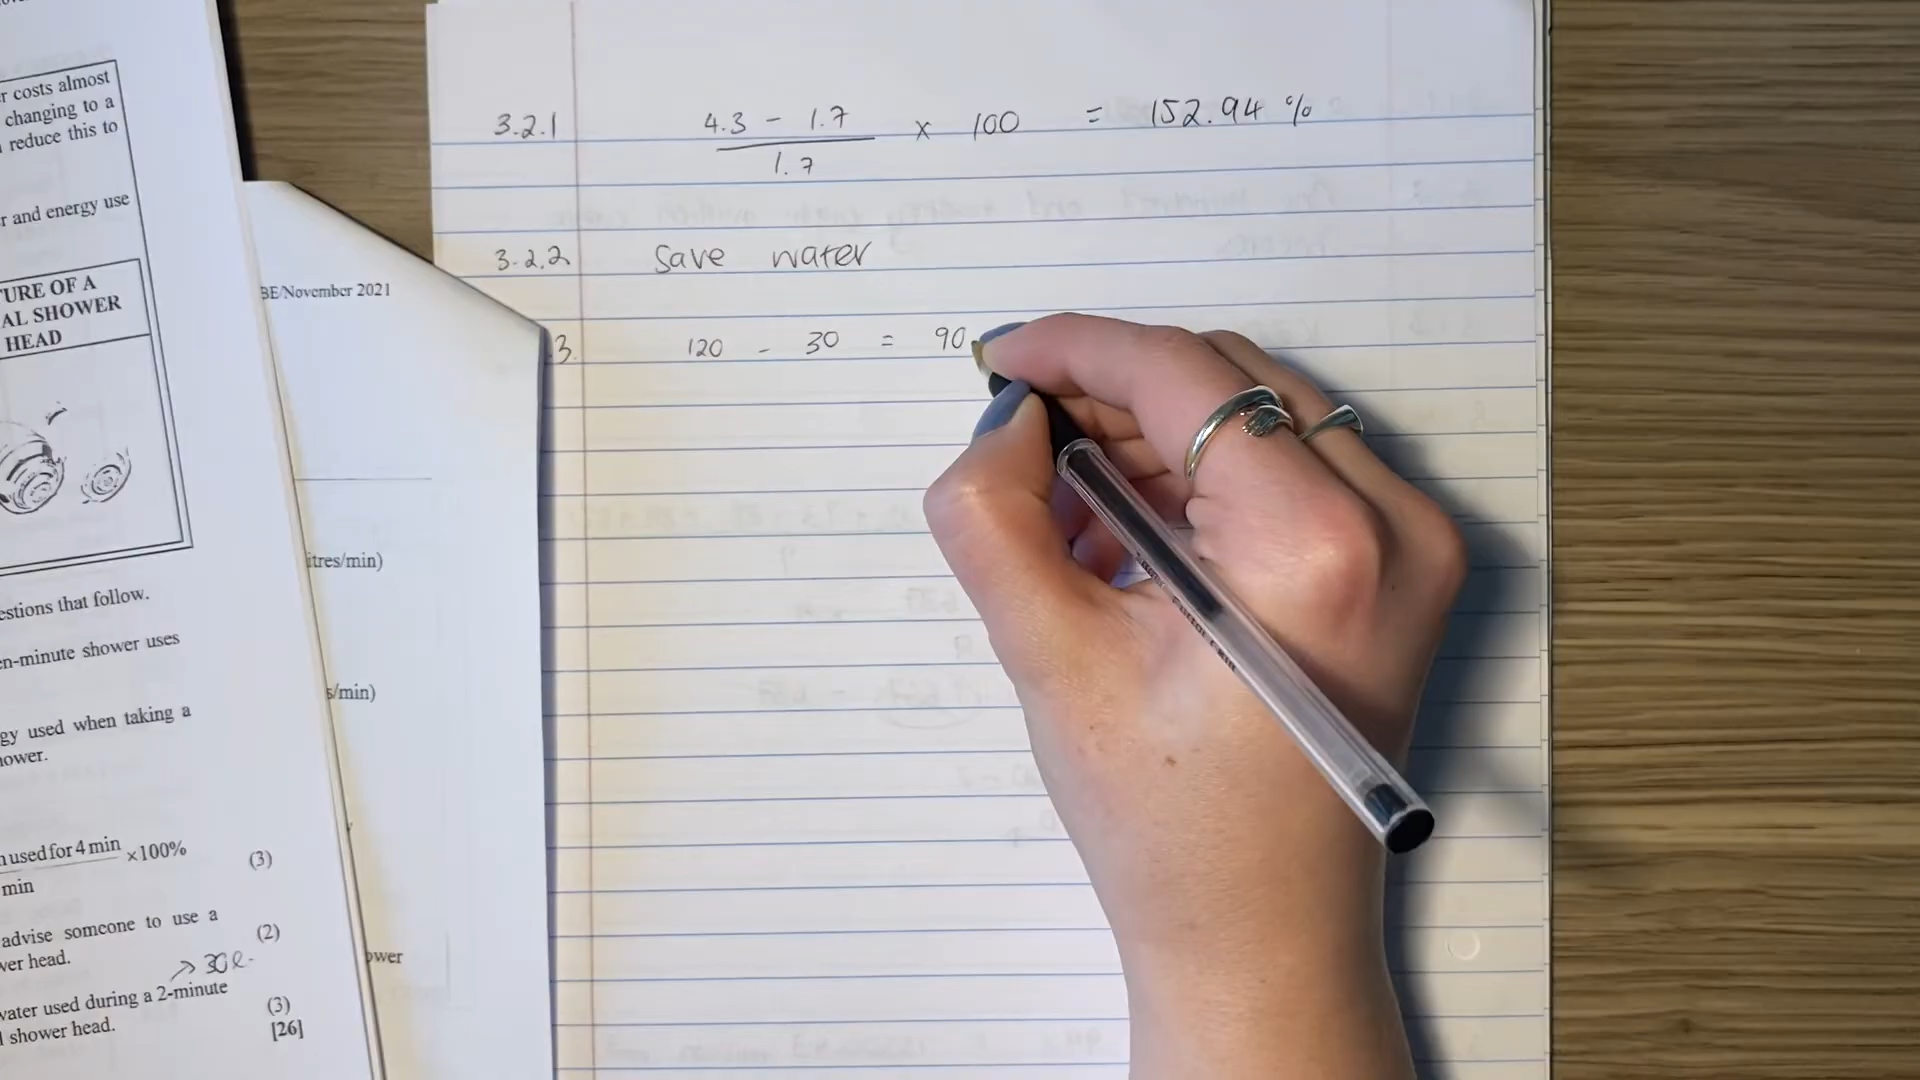 r costs almost
changing to a
reduce this to
r and energy use
TURE OF A
AL SHOWER
HEAD
estions that follow.
en-minute shower uses
gy used when taking a
ower.
used for 4 min ×100%
min
(3)
advise someone to use a
ver head.
(2)
30l.
vater used during a 2-minute
l shower head.
(3)
[26]
BE/November 2021
itres/min)
s/min)
ower
3.2.1 4.3 - 1.7 x 100 = 152.94 %
1.7
3.2.2 Save water
.3. 120 - 30 = 90